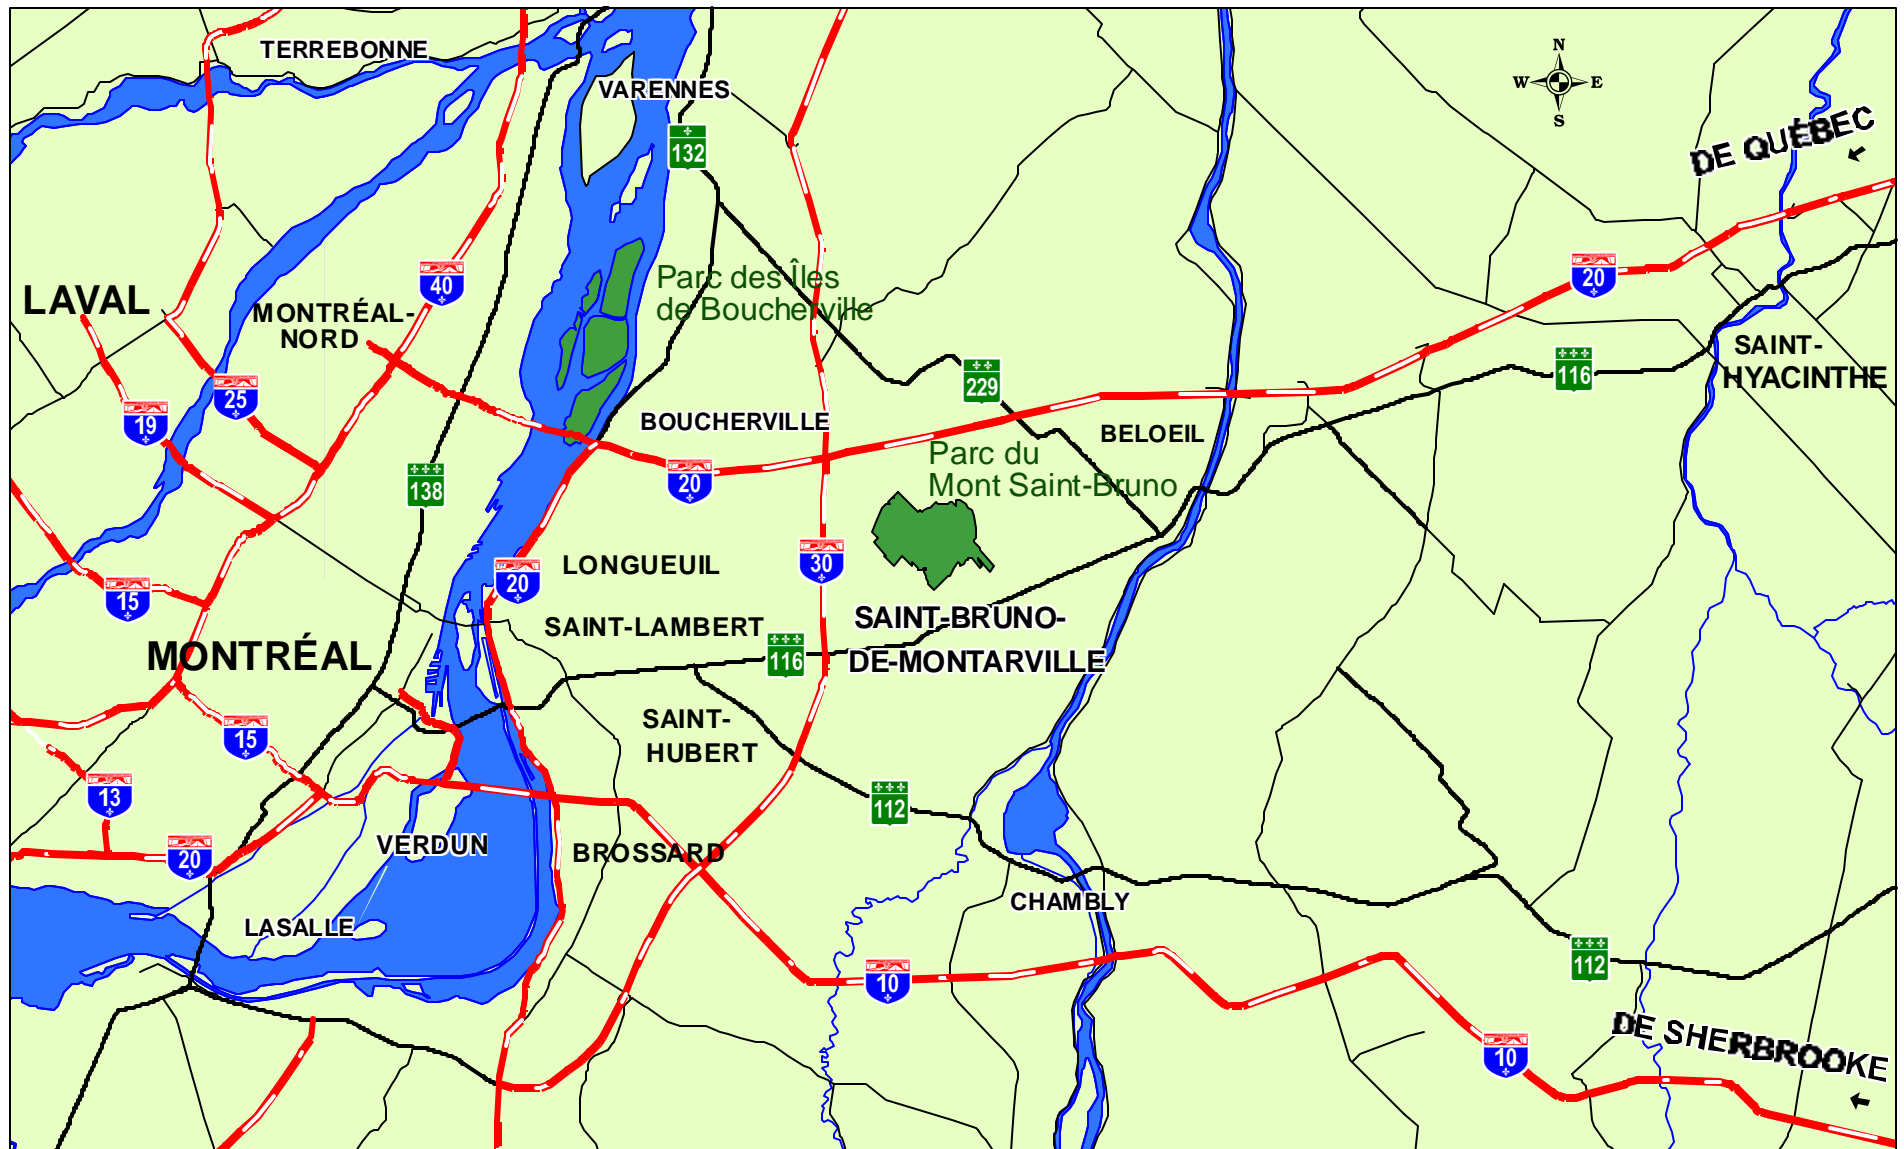 TERREBONNE
N
W E
S
VARENNES
132
DE QUÉBEC
40
Parc des Îles
de Boucherville
20
LAVAL
MONTRÉAL-
NORD
SAINT-
HYACINTHE
116
229
25
19
BOUCHERVILLE
BELOEIL
Parc du
Mont Saint-Bruno
138
20
30
LONGUEUIL
20
15
SAINT-LAMBERT
SAINT-BRUNO-
DE-MONTARVILLE
116
MONTRÉAL
SAINT-
HUBERT
15
13
112
VERDUN
BROSSARD
20
CHAMBLY
LASALLE
112
10
DE SHERBROOKE
10